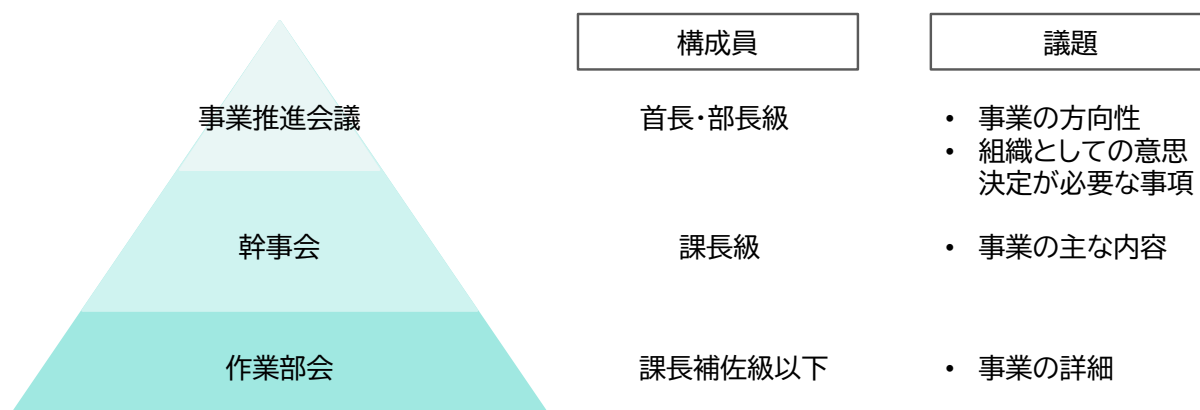 構成員
議題
事業推進会議
首長・部長級
• 事業の方向性
• 組織としての意思
決定が必要な事項
幹事会
課長級
• 事業の主な内容
作業部会
課長補佐級以下
• 事業の詳細